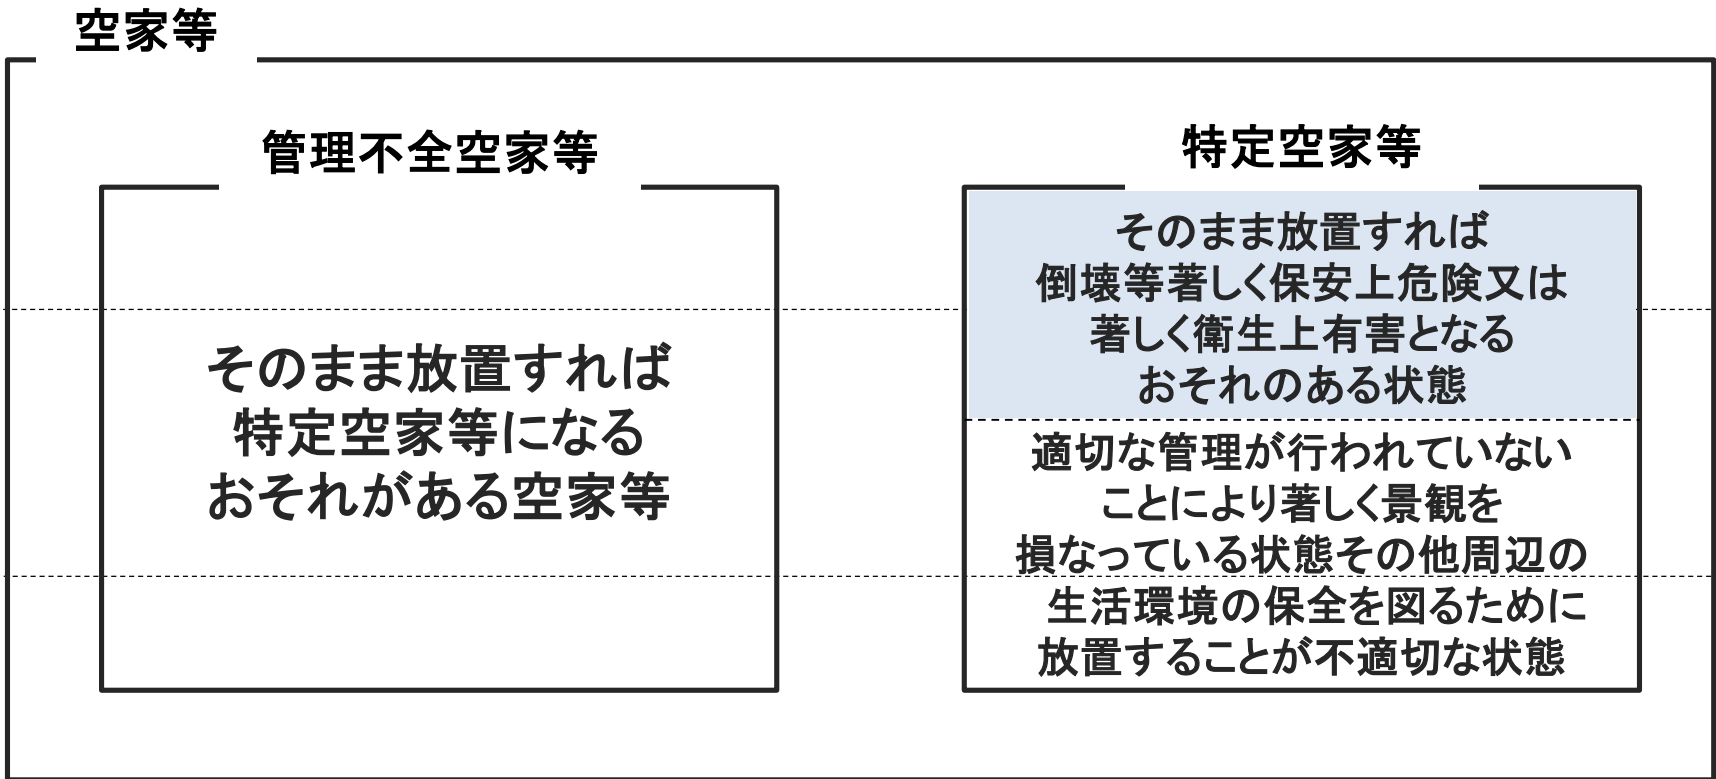 空家等
管理不全空家等
そのまま放置すれば
特定空家等になる
おそれがある空家等
特定空家等
そのまま放置すれば
倒壊等著しく保安上危険又は
著しく衛生上有害となる
おそれのある状態
適切な管理が行われていない
ことにより著しく景観を
損なっている状態その他周辺の
生活環境の保全を図るために
放置することが不適切な状態